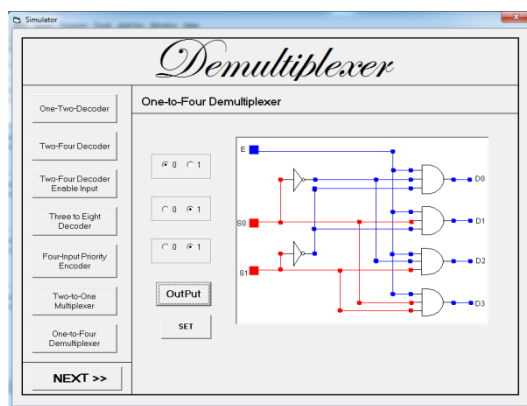 Simulator
Demultiplexer
One-Two-Decoder
Two-Four Decoder
Two-Four Decoder
Enable Input
Three to Eight
Decoder
Four-Input Priority
Encoder
Two-to-One
Multiplexer
One-to-Four
Demultiplexer
NEXT >>
One-to-Four Demultiplexer
0 1
0 1
0 1
OutPut
SET
E
S0
S1
D0
D1
D2
D3